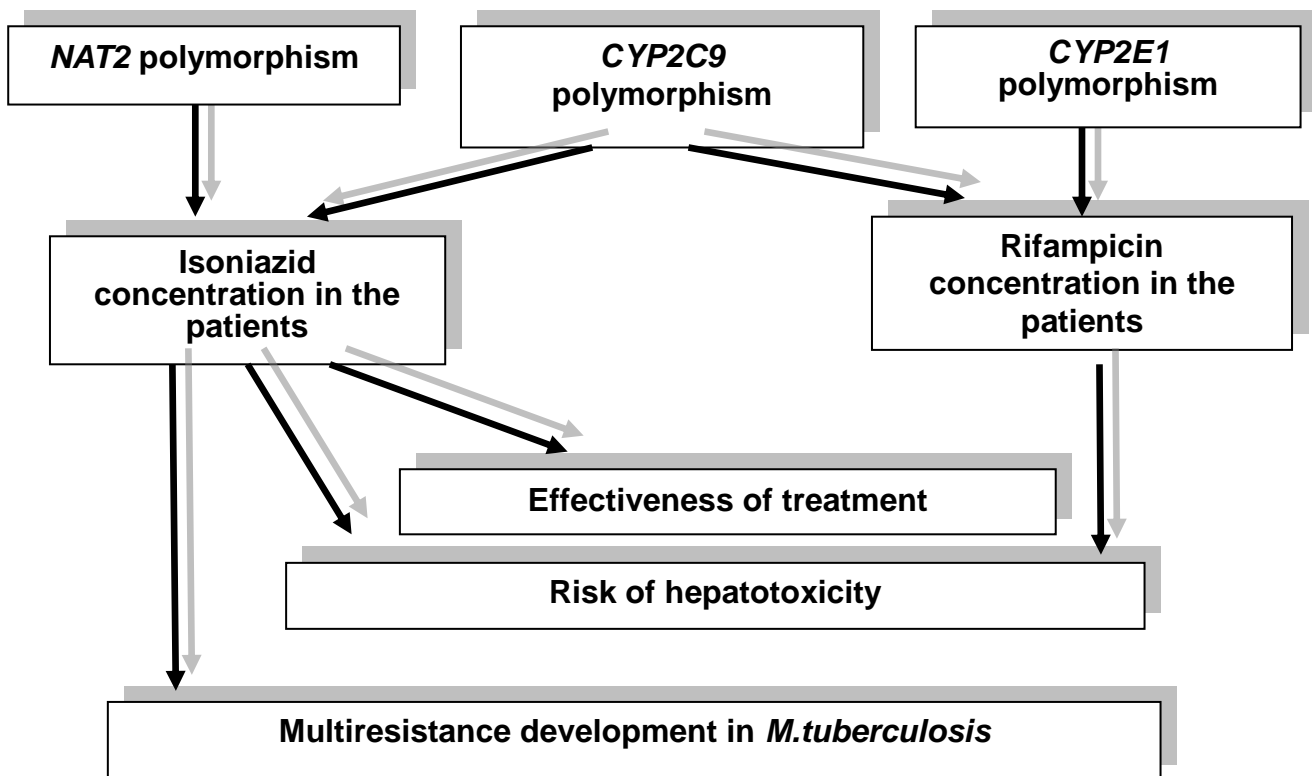 NAT2 polymorphism
CYP2C9
polymorphism
CYP2E1
polymorphism
Isoniazid
concentration in the
patients
Rifampicin
concentration in the
patients
Effectiveness of treatment
Risk of hepatotoxicity
Multiresistance development in M.tuberculosis